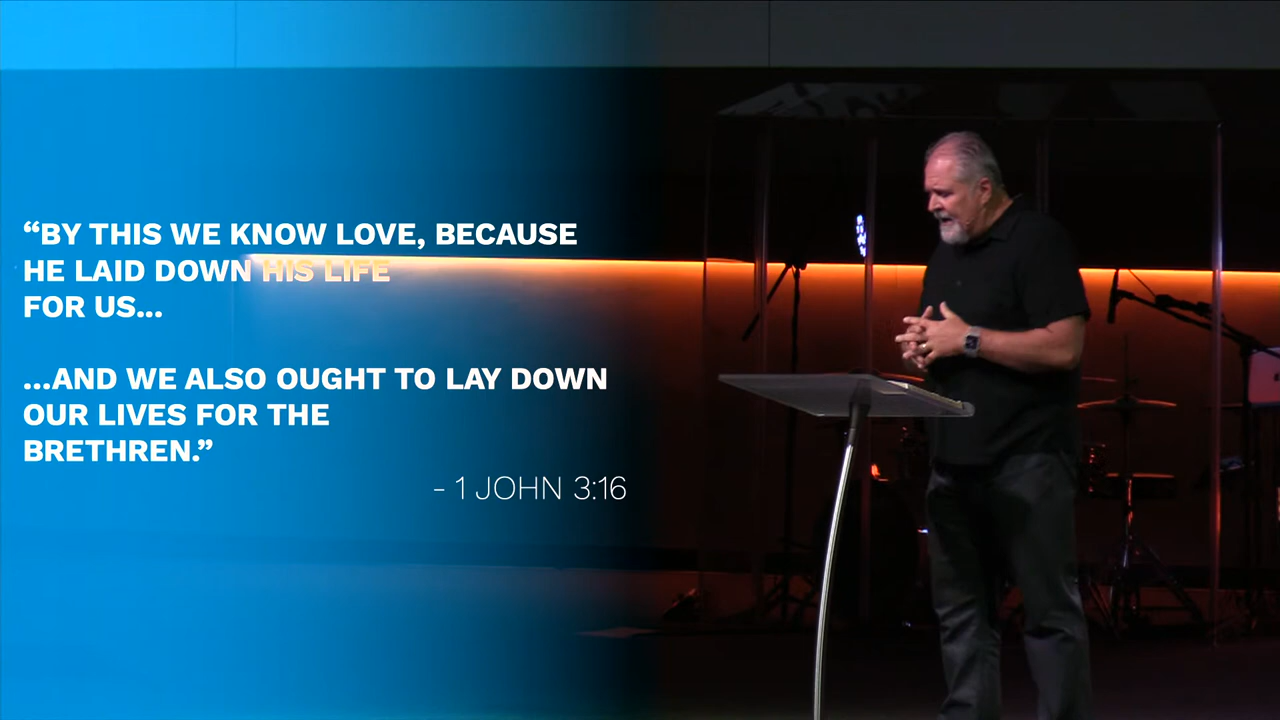 “BY THIS WE KNOW LOVE, BECAUSE
HE LAID DOWN HIS LIFE
FOR US...
...AND WE ALSO OUGHT TO LAY DOWN
OUR LIVES FOR THE
BRETHREN.”
- 1 JOHN 3:16